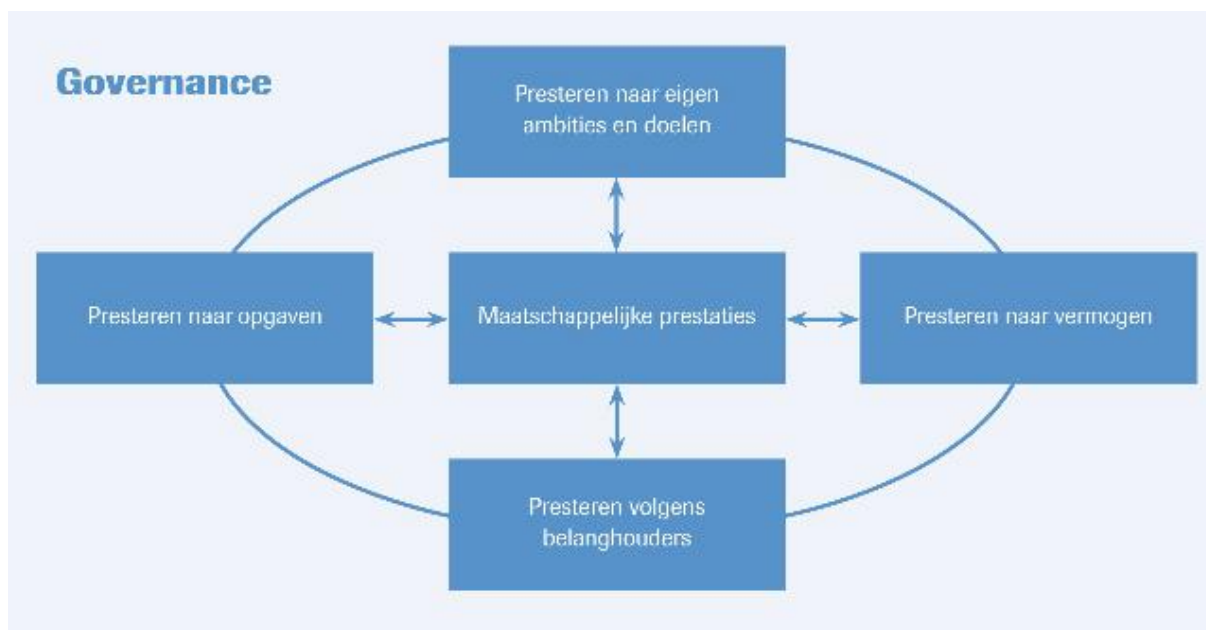 Governance
Presteren naar eigen
ambities en doelen
Presteren naar opgaven
Maatschappelijke prestaties
Presteren naar vermogen
Presteren volgens
belanghouders